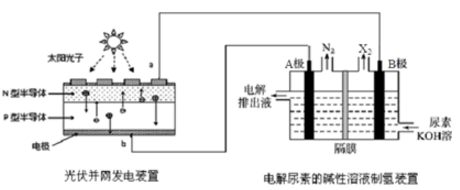 太阳光子
a
N型半导体
P型半导体
电极
b
光伏并网发电装置
N₂
X₂
A极
B极
电解
排出液
尿素
KOH溶
隔膜
电解尿素的碱性溶液制氢装置